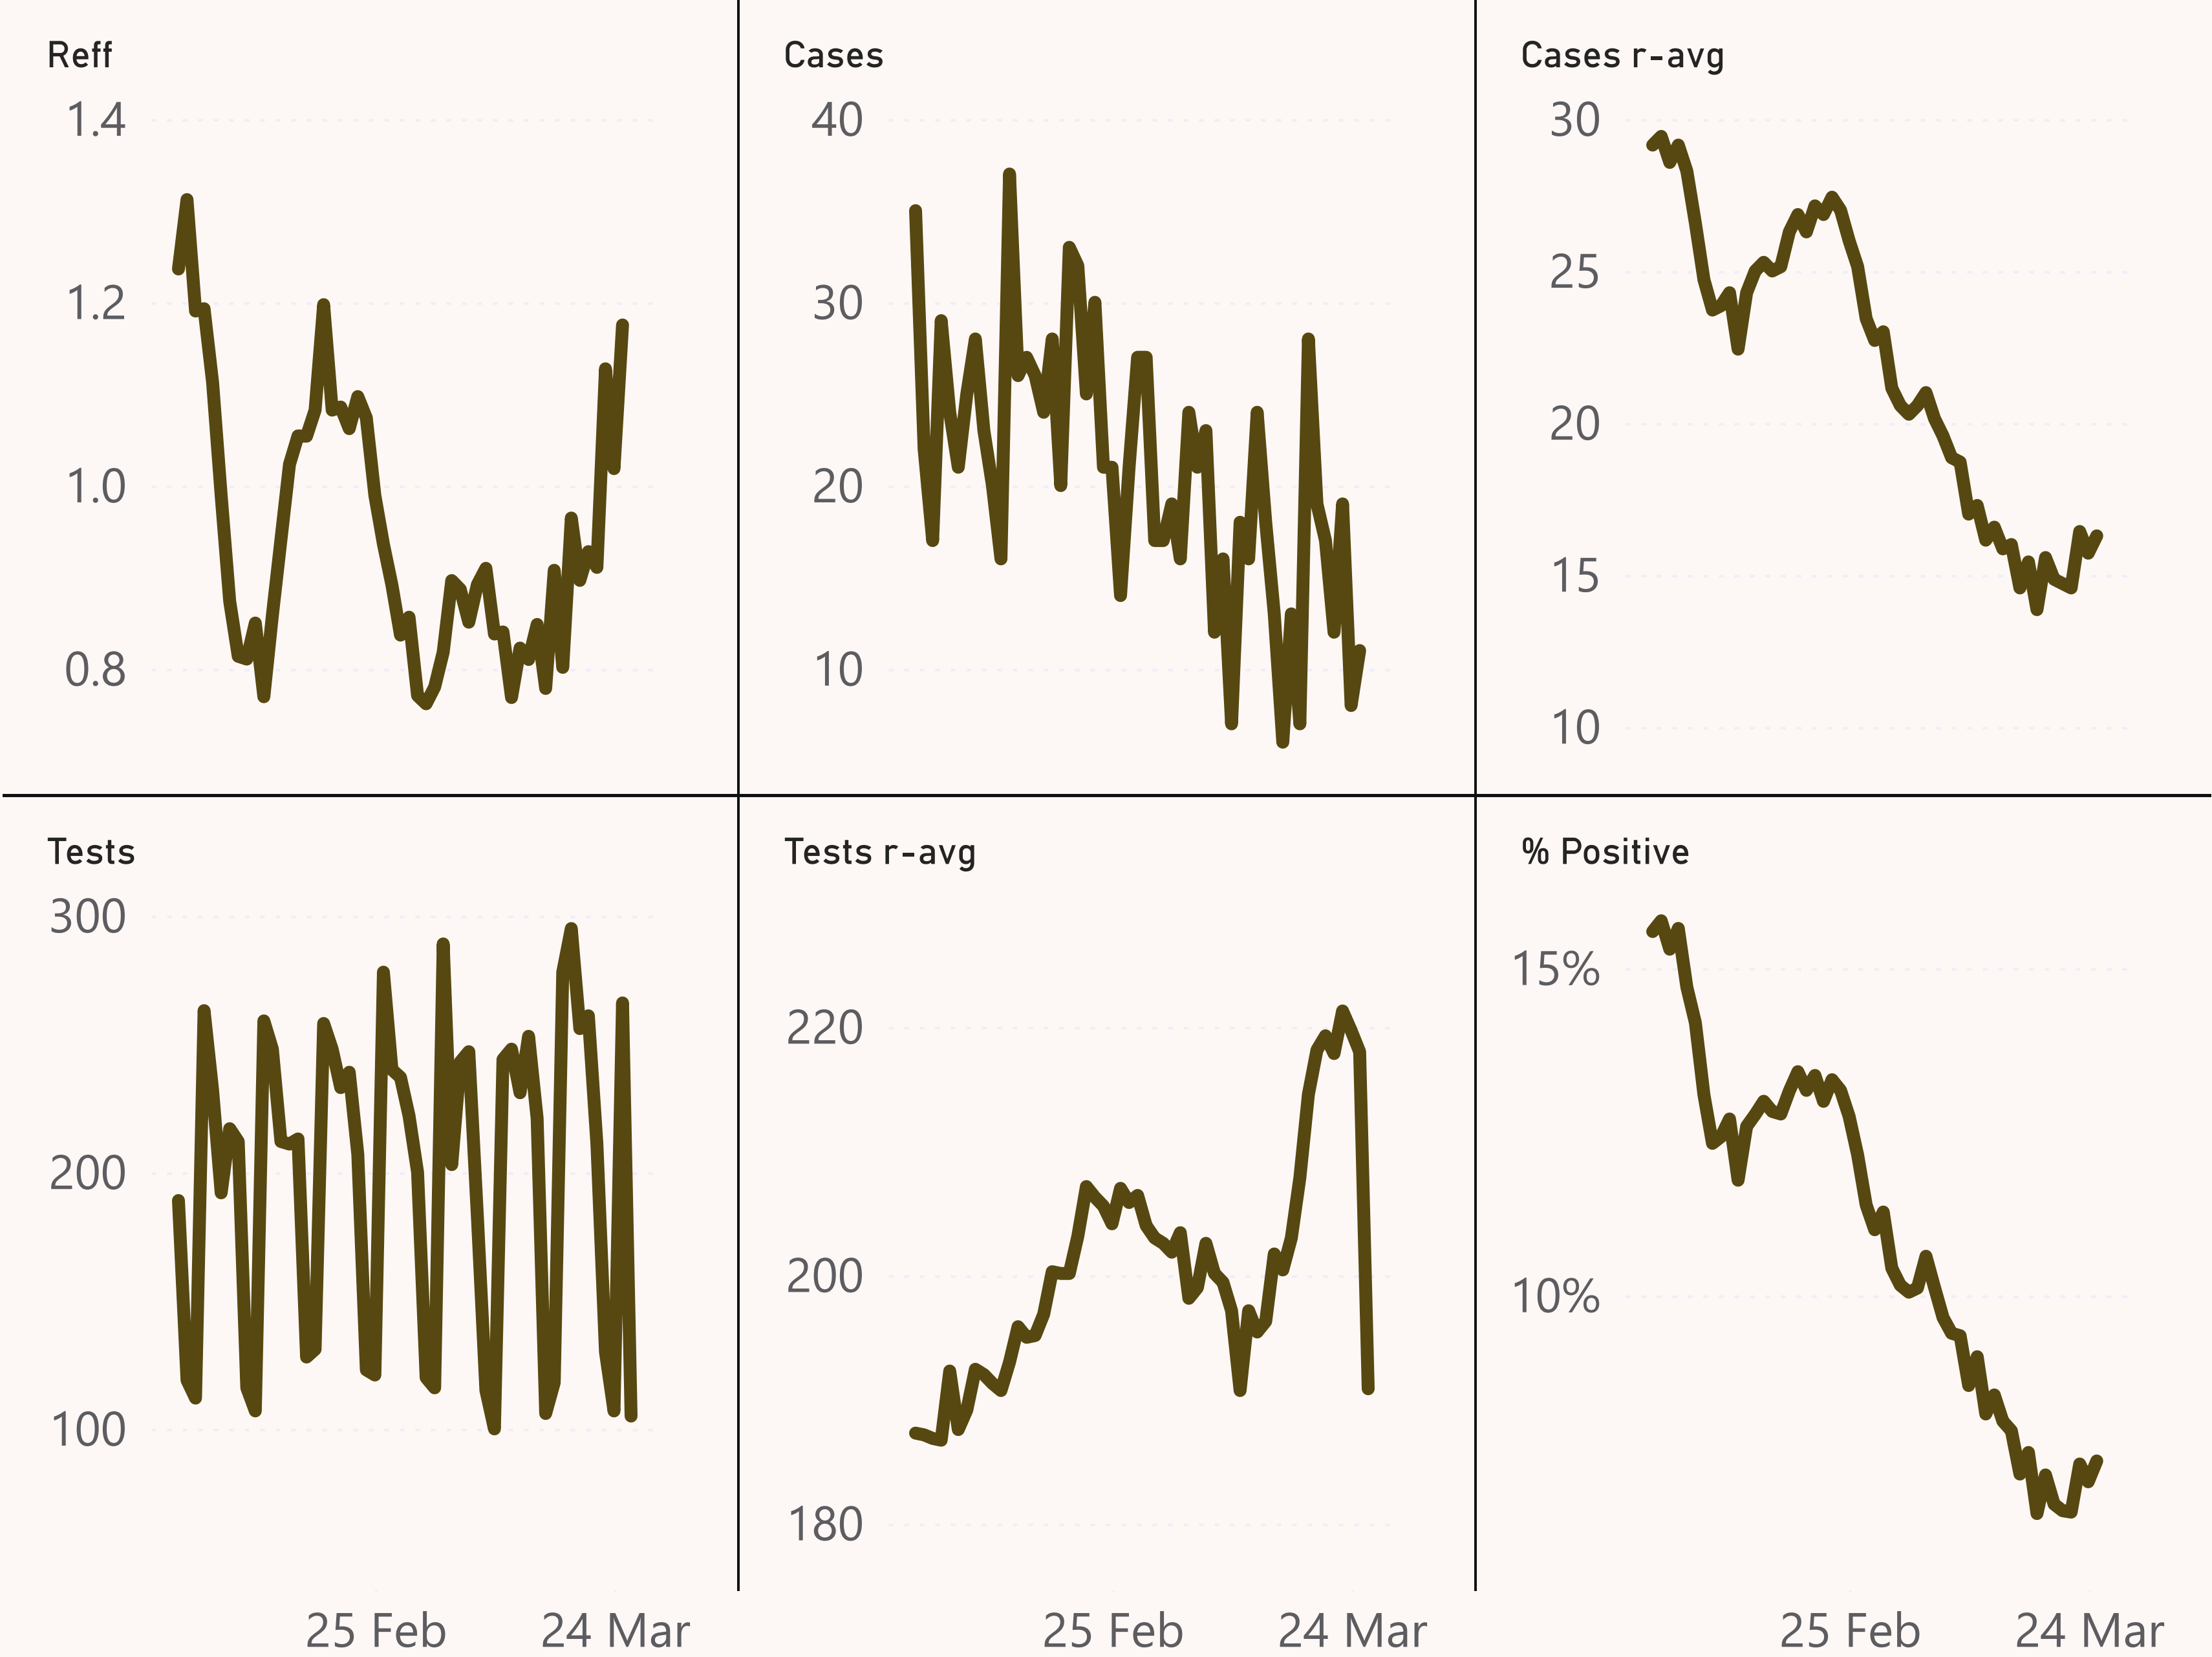 Reff
1.4
1.2
1.0
0.8
Cases
40
30
20
10
Cases r-avg
30
25
20
15
10
Tests
300
200
100
25 Feb
24 Mar
Tests r-avg
220
200
180
25 Feb
24 Mar
% Positive
15%
10%
25 Feb
24 Mar